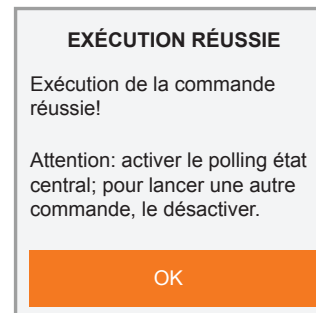 EXÉCUTION RÉUSSIE
Exécution de la commande
réussie!
Attention: activer le polling état
central; pour lancer une autre
commande, le désactiver.
OK